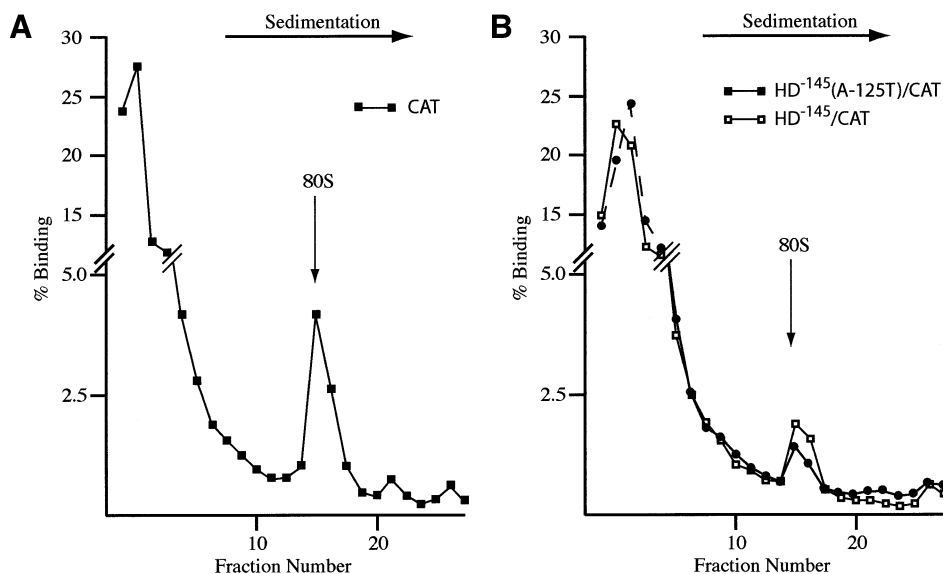 A
Sedimentation
30
25
20
15
5.0
2.5
% Binding
CAT
80S
10
20
Fraction Number
B
Sedimentation
30
25
20
15
5.0
2.5
% Binding
HD-145(A-125T)/CAT
HD-145/CAT
80S
10
20
Fraction Number